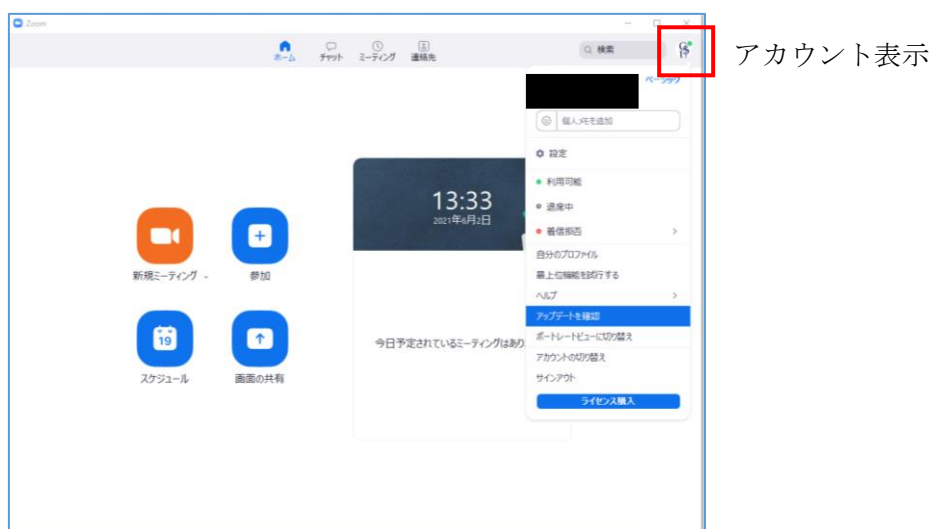 Zoom
ホーム
チャット
ミーティング
連絡先
検索
アカウント表示
ベーシック
個人メモを追加
設定
13:33
2021年6月2日
利用可能
退席中
着信拒否
新規ミーティング
参加
自分のプロファイル
最上位機能を試行する
ヘルプ
アップデートを確認
ポートレートビューに切り替え
アカウントの切り替え
サインアウト
ライセンス購入
19
スケジュール
画面の共有
今日予定されているミーティングはあり